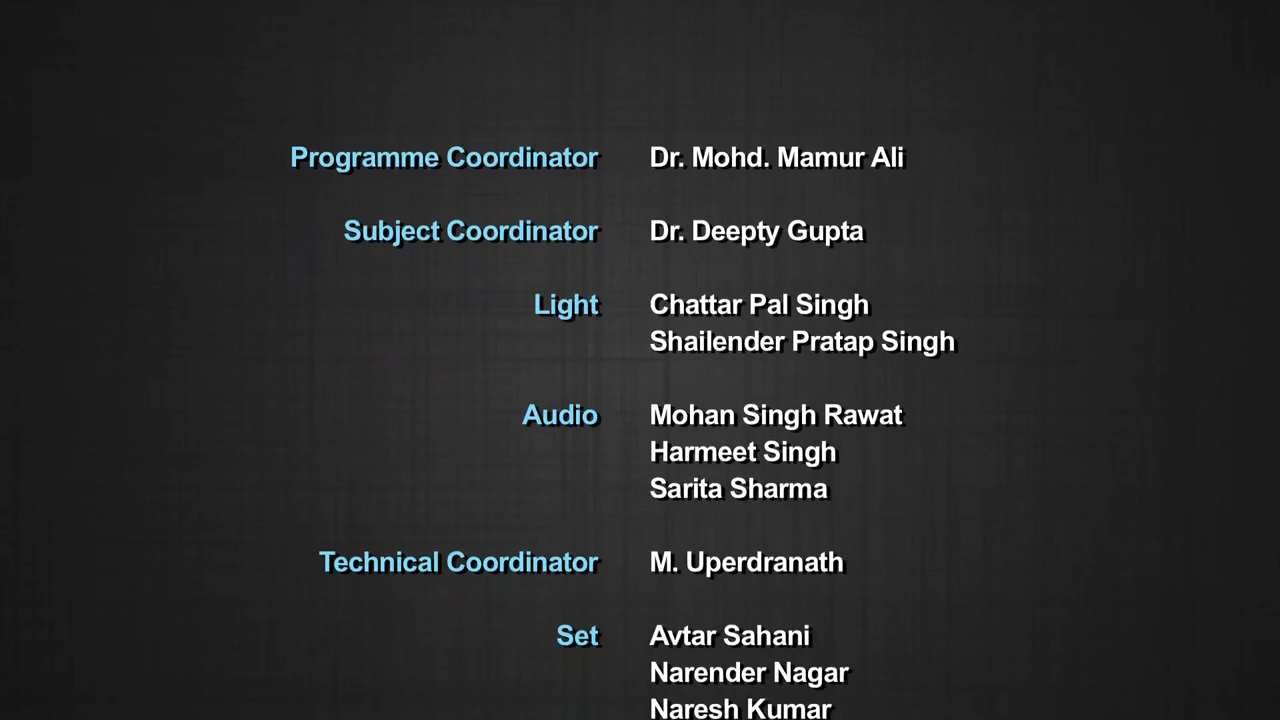 Programme Coordinator Dr. Mohd. Mamur Ali
Subject Coordinator Dr. Deepty Gupta
Light Chattar Pal Singh
Shailender Pratap Singh
Audio Mohan Singh Rawat
Harmeet Singh
Sarita Sharma
Technical Coordinator M. Uperdranath
Set Avtar Sahani
Narender Nagar
Naresh Kumar